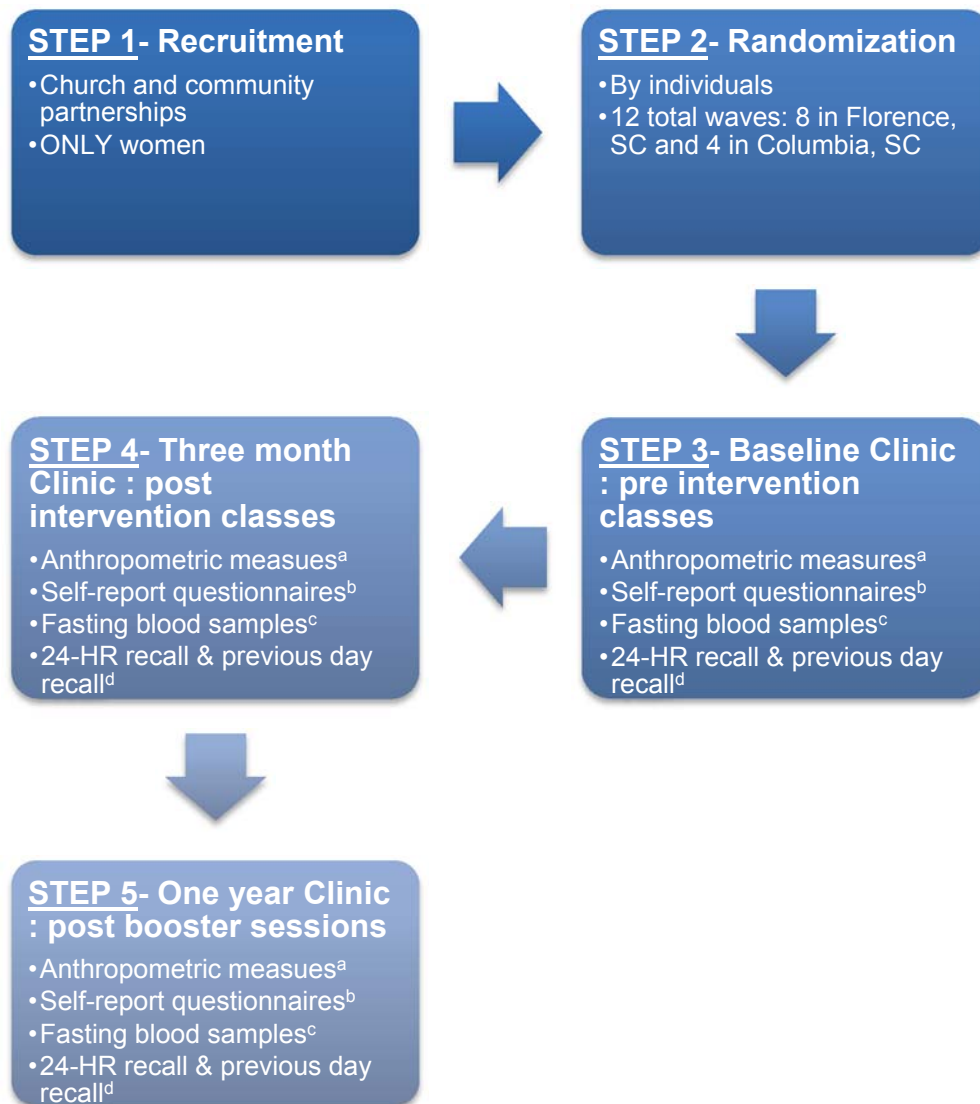 STEP 1- Recruitment
•Church and community
partnerships
•ONLY women
STEP 2- Randomization
•By individuals
•12 total waves: 8 in Florence,
SC and 4 in Columbia, SC
STEP 3- Baseline Clinic
: pre intervention
classes
•Anthropometric measuresᵃ
•Self-report questionnairesᵇ
•Fasting blood samplesᶜ
•24-HR recall & previous day
recallᵈ
STEP 4- Three month
Clinic : post
intervention classes
•Anthropometric measuesᵃ
•Self-report questionnairesᵇ
•Fasting blood samplesᶜ
•24-HR recall & previous day
recallᵈ
STEP 5- One year Clinic
: post booster sessions
•Anthropometric measuesᵃ
•Self-report questionnairesᵇ
•Fasting blood samplesᶜ
•24-HR recall & previous day
recallᵈ